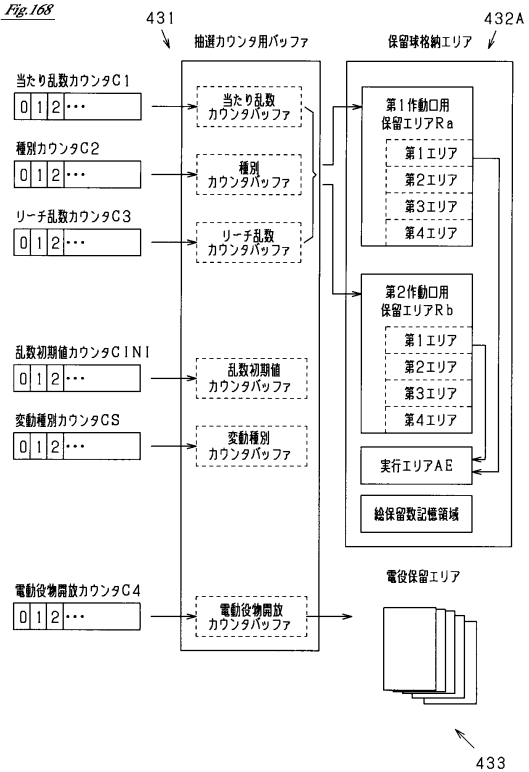 Fig.168
431
432A
抽選カウンタ用バッファ
保留球格納エリア
当たり乱数カウンタC1
0 1 2 ･･･
種別カウンタC2
0 1 2 ･･･
リーチ乱数カウンタC3
0 1 2 ･･･
乱数初期値カウンタCINI
0 1 2 ･･･
変動種別カウンタCS
0 1 2 ･･･
電動役物開放カウンタC4
0 1 2 ･･･
当たり乱数
カウンタバッファ
種別
カウンタバッファ
リーチ乱数
カウンタバッファ
乱数初期値
カウンタバッファ
変動種別
カウンタバッファ
電動役物開放
カウンタバッファ
第1作動口用
保留エリアRa
第1エリア
第2エリア
第3エリア
第4エリア
第2作動口用
保留エリアRb
第1エリア
第2エリア
第3エリア
第4エリア
実行エリアAE
総保留数記憶領域
電役保留エリア
433